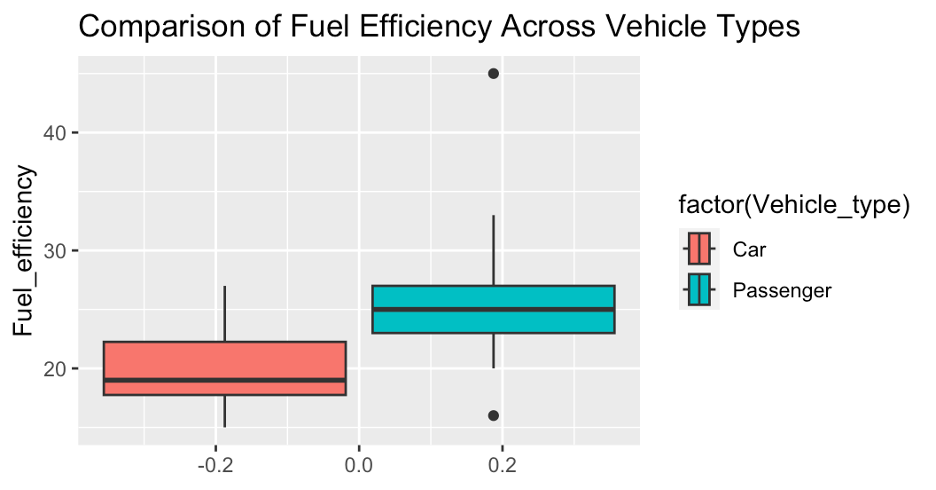 Comparison of Fuel Efficiency Across Vehicle Types
Fuel_efficiency
40
30
20
-0.2
0.0
0.2
factor(Vehicle_type)
Car
Passenger